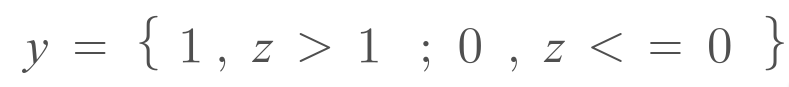 y = { 1 , z > 1 ; 0 , z < = 0 }